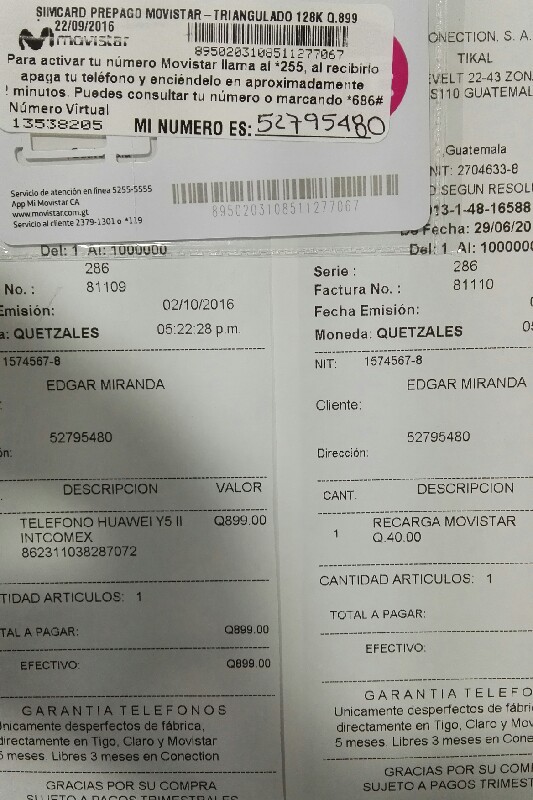 SIMCARD PREPAGO MOVISTAR-TRIANGULADO 128K Q.899
22/09/2016
movistar
8950203108511277067
Para activar tu número Movistar llama al *255, al recibirlo
apaga tu teléfono y enciéndelo en aproximadamente
minutos. Puedes consultar tu número o marcando *686#
Número Virtual
13538205
MI NUMERO ES: 52795480
Servicio de atención en línea 5255-5555
App Mi Movistar CA
www.movistar.com.gt
Servicio al cliente 2379-1301 o *119
8950203108511277067
Del: 1 Al: 1000000
286
No.: 81109
Emisión: 02/10/2016
05:22:28 p.m.
a: QUETZALES
1574567-8
EDGAR MIRANDA
52795480
DESCRIPCION VALOR
TELEFONO HUAWEI Y5 II Q899.00
INTCOMEX
862311038287072
TIDAD ARTICULOS: 1
TAL A PAGAR: Q899.00
EFECTIVO: Q899.00
GARANTIA TELEFONOS
Unicamente desperfectos de fábrica,
directamente en Tigo, Claro y Movistar
6 meses. Libres 3 meses en Conection
GRACIAS POR SU COMPRA
SUJETO A PAGOS TRIMESTRALES
ONECTION, S. A.
TIKAL
EVELT 22-43 ZON
S110 GUATEMAL
Guatemala
NIT: 2704633-8
O SEGUN RESOLU
013-1-48-16588
De Fecha: 29/06/20
Del: 1 Al: 1000000
Serie : 286
Factura No. : 81110
Fecha Emisión:
Moneda: QUETZALES
NIT: 1574567-8
EDGAR MIRANDA
Cliente:
52795480
Dirección:
CANT. DESCRIPCION
1 RECARGA MOVISTAR
Q.40.00
CANTIDAD ARTICULOS: 1
TOTAL A PAGAR:
EFECTIVO:
GARANTIA TELEFO
Unicamente desperfectos de fábri
directamente en Tigo, Claro y Mov
5 meses. Libres 3 meses en Conec
GRACIAS POR SU COMP
SUJETO A PAGOS TRIMEST